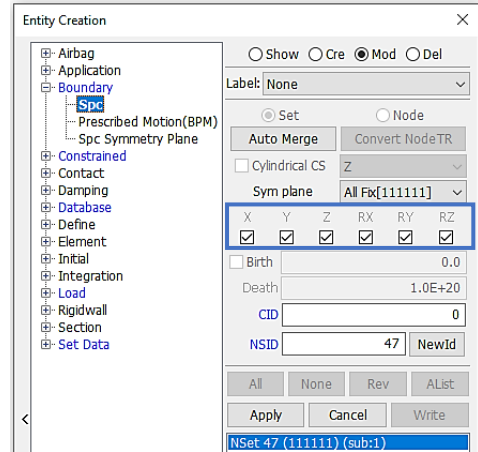 Entity Creation
Airbag
Application
Boundary
Spc
Prescribed Motion(BPM)
Spc Symmetry Plane
Constrained
Contact
Damping
Database
Define
Element
Initial
Integration
Load
Rigidwall
Section
Set Data
Show Cre Mod Del
Label: None
Set Node
Auto Merge Convert NodeTR
Cylindrical CS Z
Sym plane All Fix[111111]
X Y Z RX RY RZ
Birth 0.0
Death 1.0E+20
CID 0
NSID 47 NewId
All None Rev AList
Apply Cancel Write
NSet 47 (111111) (sub:1)